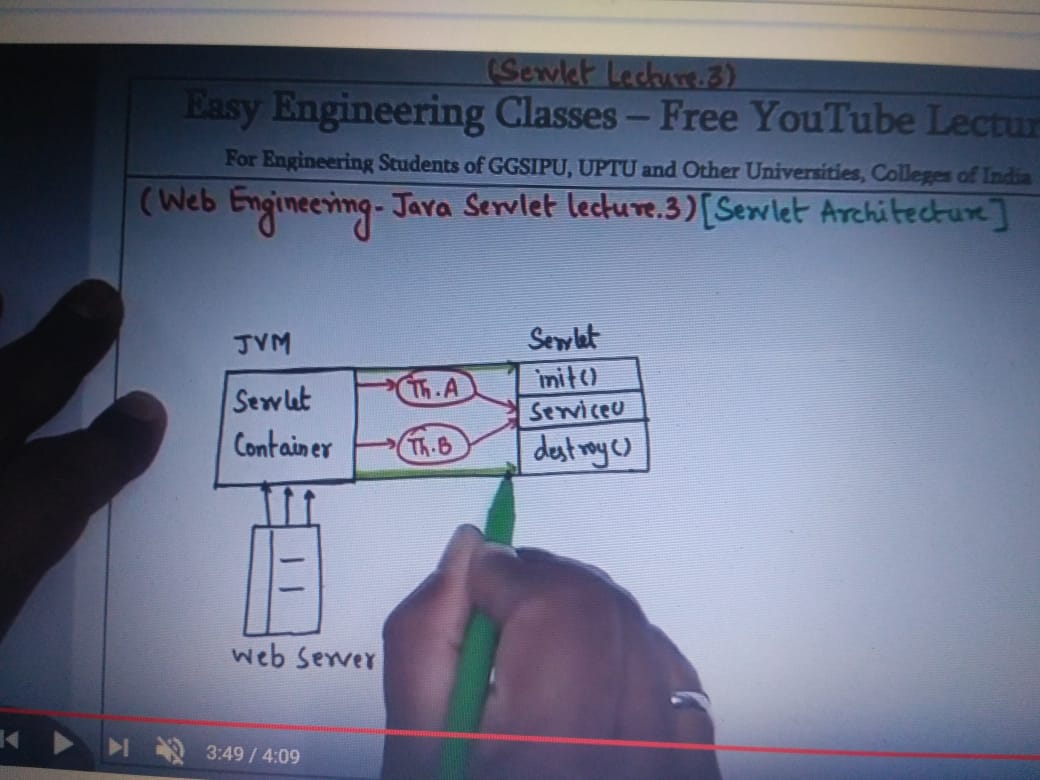 (Servlet Lecture.3)
Easy Engineering Classes – Free YouTube Lectur
For Engineering Students of GGSIPU, UPTU and Other Universities, Colleges of India
(Web Engineering- Java Servlet lecture.3) [Servlet Architecture]
JVM
Servlet
Servlet
Container
Th.A
Th.B
init()
Service()
destroy()
Web Server
3:49 / 4:09